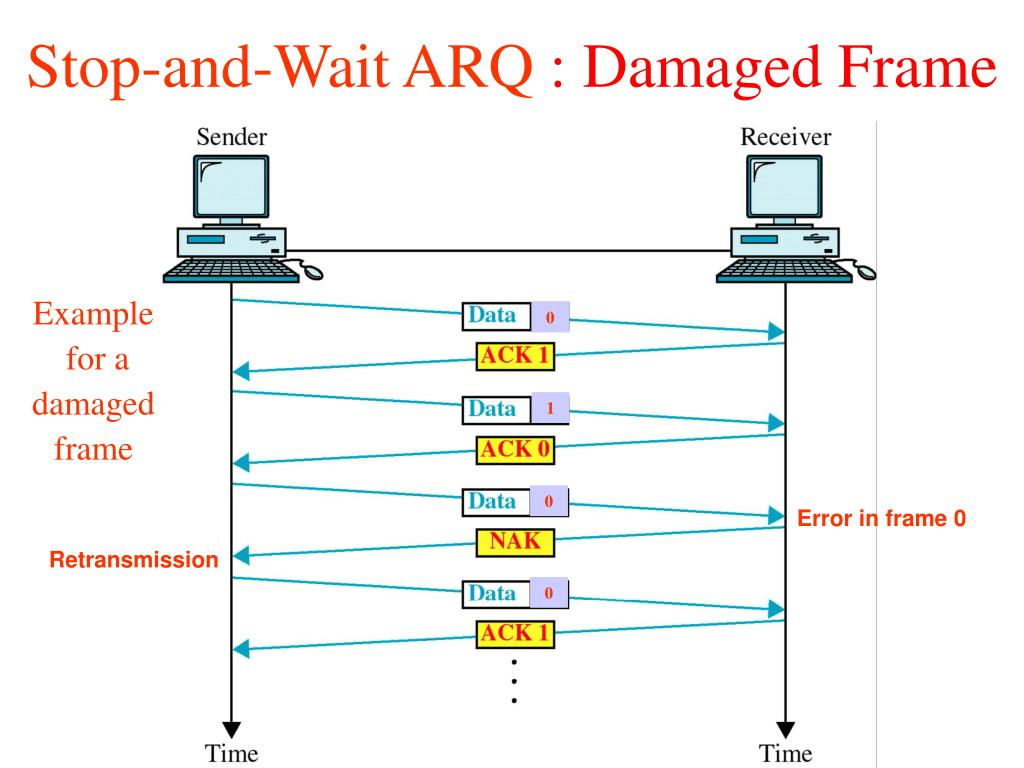 Stop-and-Wait ARQ : Damaged Frame
Sender
Receiver
Example
for a
damaged
frame
Data 0
ACK 1
Data 1
ACK 0
Data 0
Error in frame 0
NAK
Retransmission
Data 0
ACK 1
Time
Time